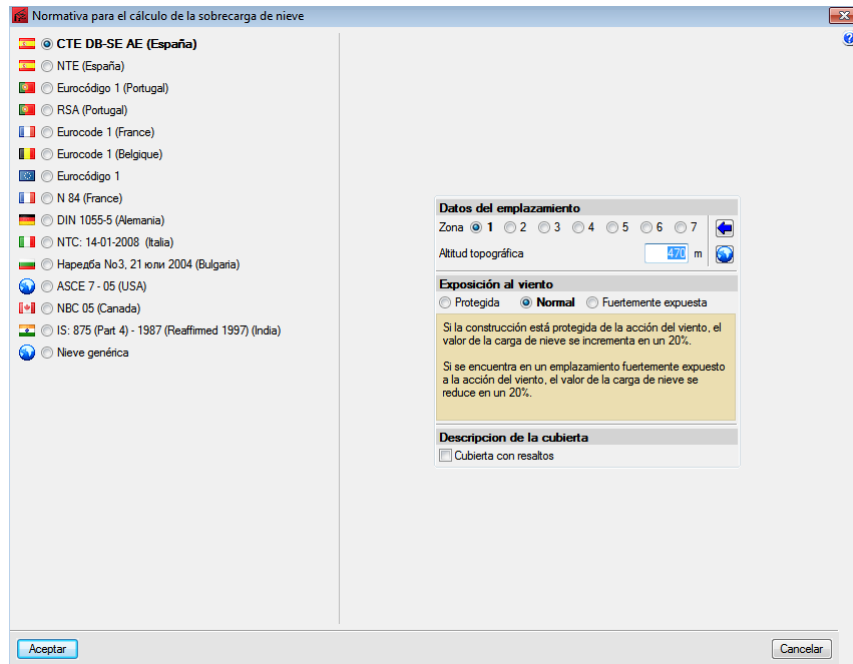 Normativa para el cálculo de la sobrecarga de nieve
CTE DB-SE AE (España)
NTE (España)
Eurocódigo 1 (Portugal)
RSA (Portugal)
Eurocode 1 (France)
Eurocode 1 (Belgique)
Eurocódigo 1
N 84 (France)
DIN 1055-5 (Alemania)
NTC: 14-01-2008 (Italia)
Наредба No3, 21 юли 2004 (Bulgaria)
ASCE 7 - 05 (USA)
NBC 05 (Canada)
IS: 875 (Part 4) - 1987 (Reaffirmed 1997) (India)
Nieve genérica
Datos del emplazamiento
Zona 1 2 3 4 5 6 7
Altitud topográfica 470 m
Exposición al viento
Protegida Normal Fuertemente expuesta
Si la construcción está protegida de la acción del viento, el
valor de la carga de nieve se incrementa en un 20%.
Si se encuentra en un emplazamiento fuertemente expuesto
a la acción del viento, el valor de la carga de nieve se
reduce en un 20%.
Descripcion de la cubierta
Cubierta con resaltos
Aceptar
Cancelar